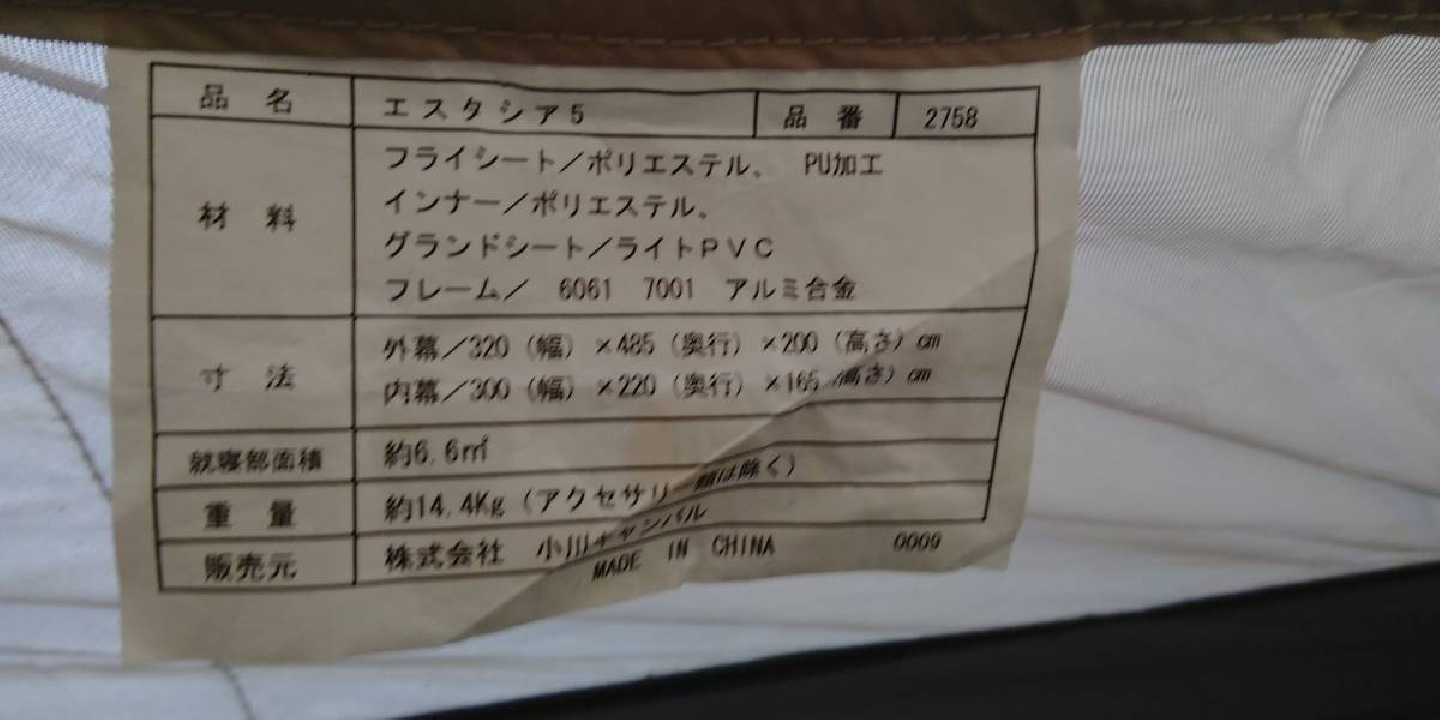 品名 エスタシア5 品番 2758
材料 フライシート/ポリエステル、 PU加工
インナー/ポリエステル、
グランドシート/ライトPVC
フレーム/ 6061 7001 アルミ合金
寸法 外幕/320(幅)×485(奥行)×200(高さ)cm
内幕/300(幅)×220(奥行)×165(高さ)cm
就寝部面積 約6.6㎡
重量 約14.4Kg(アクセサリー類は除く)
販売元 株式会社 小川キャンパル
MADE IN CHINA 0009